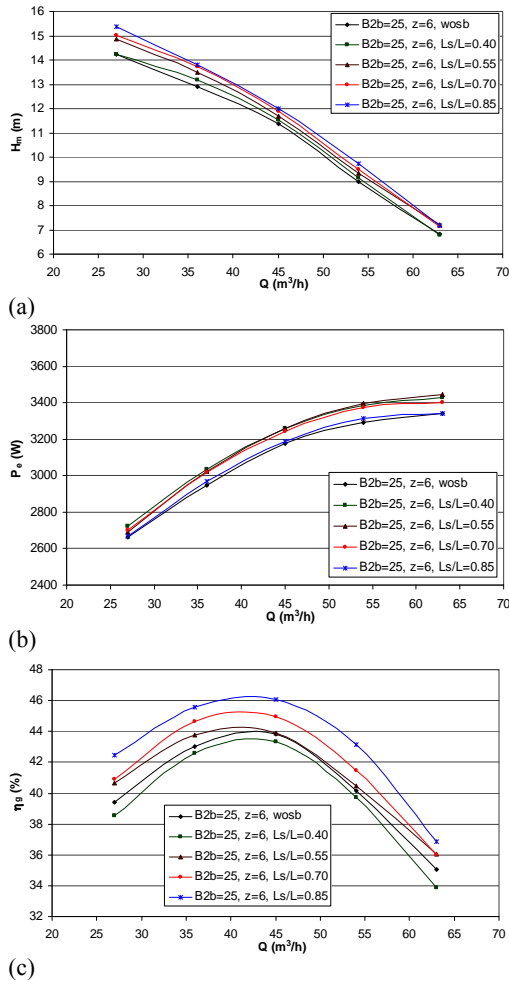 16
15
14
13
12
11
10
9
8
7
6
H_m (m)
B2b=25, z=6, wosb
B2b=25, z=6, Ls/L=0.40
B2b=25, z=6, Ls/L=0.55
B2b=25, z=6, Ls/L=0.70
B2b=25, z=6, Ls/L=0.85
20 25 30 35 40 45 50 55 60 65 70
Q (m³/h)
(a)
3800
3600
3400
3200
3000
2800
2600
2400
P_e (W)
B2b=25, z=6, wosb
B2b=25, z=6, Ls/L=0.40
B2b=25, z=6, Ls/L=0.55
B2b=25, z=6, Ls/L=0.70
B2b=25, z=6, Ls/L=0.85
20 25 30 35 40 45 50 55 60 65 70
Q (m³/h)
(b)
48
46
44
42
40
38
36
34
32
η_g (%)
B2b=25, z=6, wosb
B2b=25, z=6, Ls/L=0.40
B2b=25, z=6, Ls/L=0.55
B2b=25, z=6, Ls/L=0.70
B2b=25, z=6, Ls/L=0.85
20 25 30 35 40 45 50 55 60 65 70
Q (m³/h)
(c)